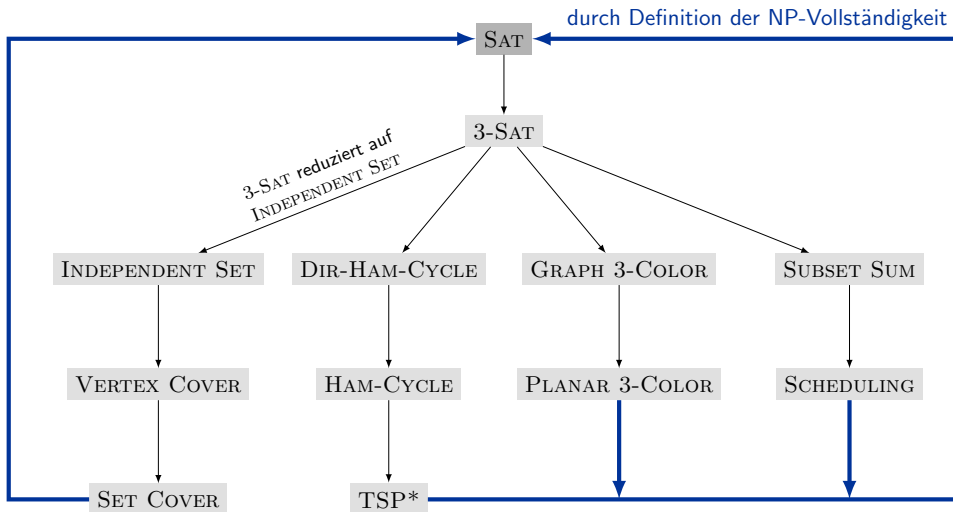 durch Definition der NP-Vollständigkeit
SAT
3-SAT
3-SAT reduziert auf
INDEPENDENT SET
INDEPENDENT SET
DIR-HAM-CYCLE
GRAPH 3-COLOR
SUBSET SUM
VERTEX COVER
HAM-CYCLE
PLANAR 3-COLOR
SCHEDULING
SET COVER
TSP*